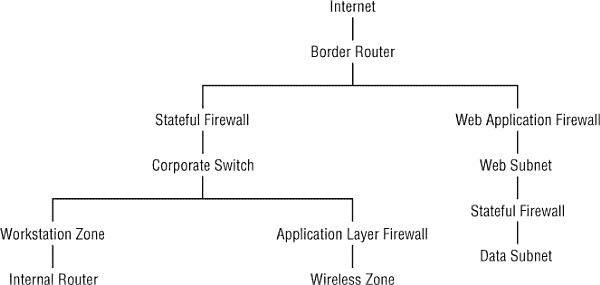 Internet
Border Router
Stateful Firewall
Web Application Firewall
Corporate Switch
Web Subnet
Stateful Firewall
Workstation Zone
Application Layer Firewall
Data Subnet
Internal Router
Wireless Zone